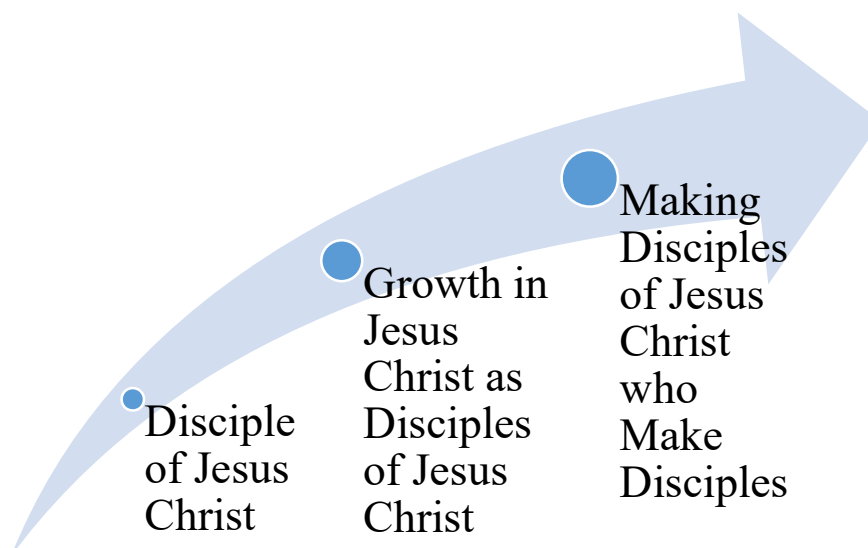 Disciple
of Jesus
Christ
Growth in
Jesus
Christ as
Disciples
of Jesus
Christ
Making
Disciples
of Jesus
Christ
who
Make
Disciples